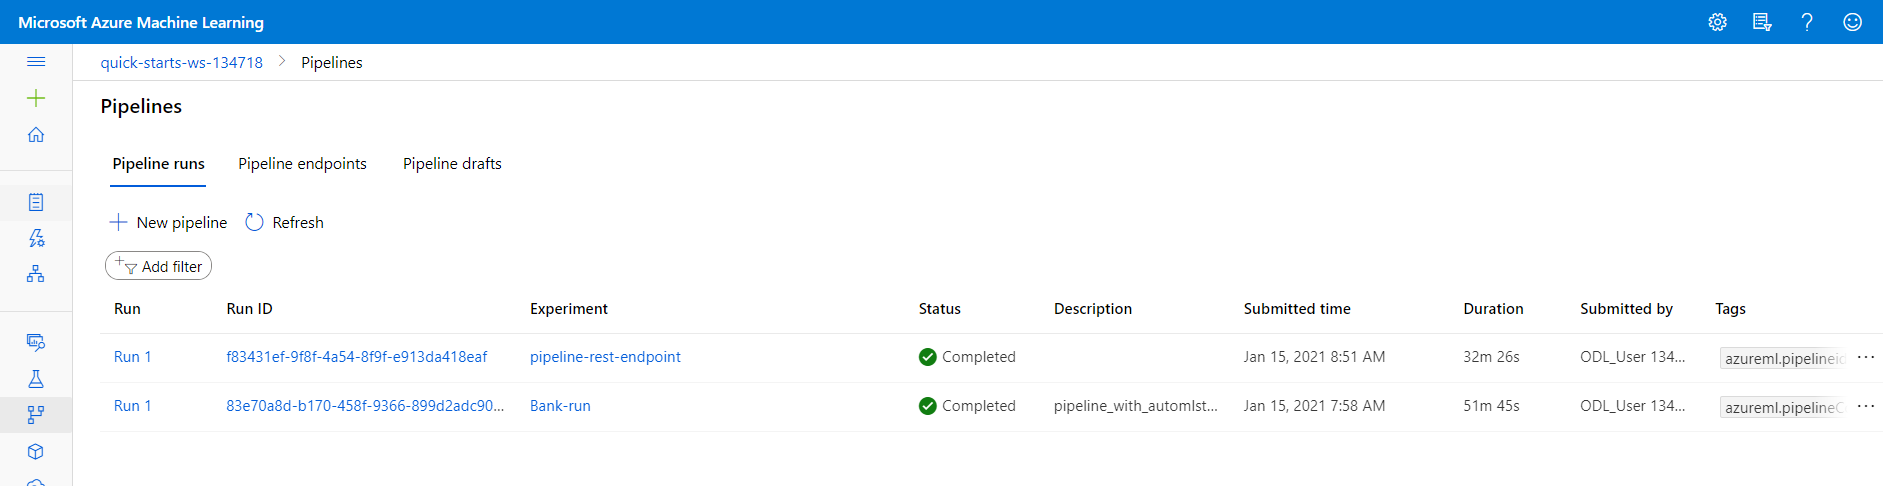 Microsoft Azure Machine Learning
quick-starts-ws-134718 > Pipelines
Pipelines
Pipeline runs Pipeline endpoints Pipeline drafts
New pipeline Refresh
Add filter
Run Run ID Experiment Status Description Submitted time Duration Submitted by Tags
Run 1 f83431ef-9f8f-4a54-8f9f-e913da418eaf pipeline-rest-endpoint Completed Jan 15, 2021 8:51 AM 32m 26s ODL_User 134... azureml.pipelineid ...
Run 1 83e70a8d-b170-458f-9366-899d2adc90... Bank-run Completed pipeline_with_automlst... Jan 15, 2021 7:58 AM 51m 45s ODL_User 134... azureml.pipelineC ...